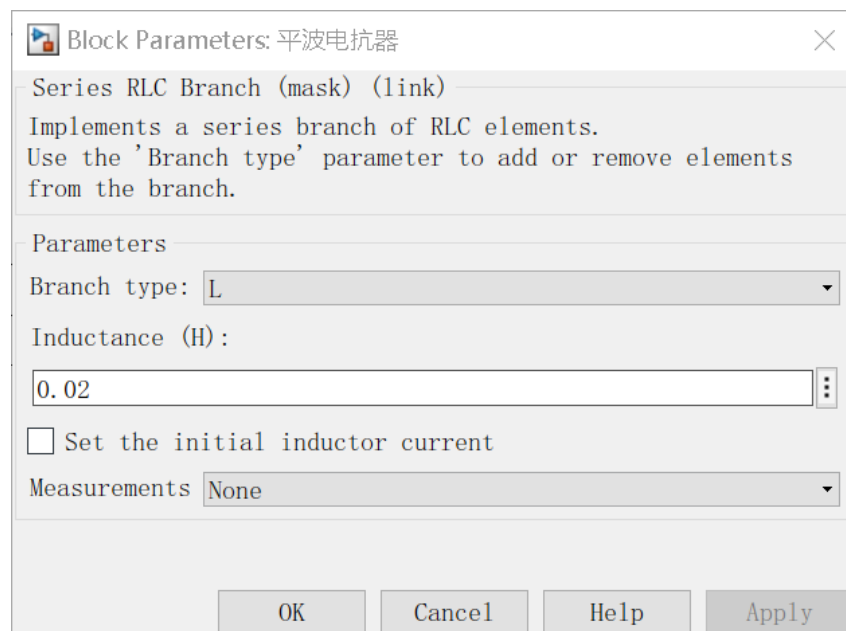 Block Parameters: 平波电抗器
Series RLC Branch (mask) (link)
Implements a series branch of RLC elements.
Use the 'Branch type' parameter to add or remove elements
from the branch.
Parameters
Branch type: L
Inductance (H):
0.02
Set the initial inductor current
Measurements None
OK Cancel Help Apply